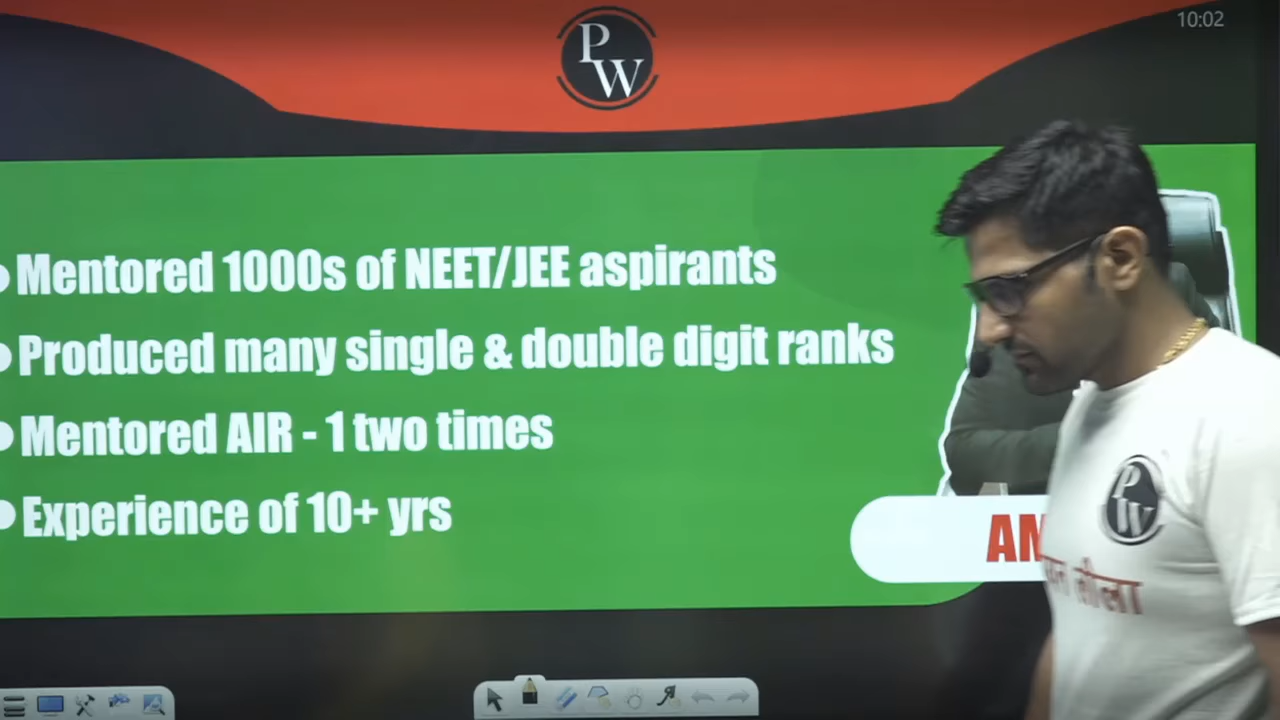 PW
10:02
Mentored 1000s of NEET/JEE aspirants
Produced many single & double digit ranks
Mentored AIR - 1 two times
Experience of 10+ yrs
PW